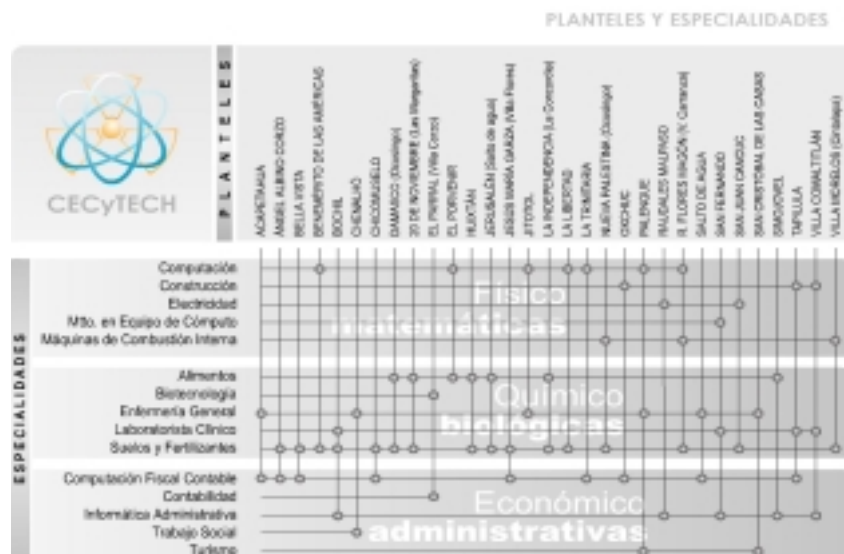 PLANTELES Y ESPECIALIDADES
CECyTECH
PLANTELES
ACAPETAHUA
ÁNGEL ALBINO CORZO
BELLA VISTA
BENEMÉRITO DE LAS AMÉRICAS
BOCHIL
CHENALHÓ
CHICOMUSELO
DAMASCO (Ocosingo)
20 DE NOVIEMBRE (Las Margaritas)
EL PARRAL (Villa Corzo)
EL PORVENIR
HUIXTÁN
JERUSALÉN (Salto de agua)
JESÚS MARÍA GARZA (Villa Flores)
JITOTOL
LA INDEPENDENCIA (La Concordia)
LA LIBERTAD
LA TRINITARIA
NUEVA PALESTINA (Ocosingo)
OXCHUC
PALENQUE
RAUDALES MALPASO
R. FLORES MAGÓN (V. Carranza)
SALTO DE AGUA
SAN FERNANDO
SAN JUAN CANCUC
SAN CRISTOBAL DE LAS CASAS
SIMOJOVEL
TAPILULA
VILLA COMALTITLÁN
VILLA MORELOS (Cintalapa)
ESPECIALIDADES
Físico
matemáticas
Computación
Construcción
Electricidad
Mtto. en Equipo de Cómputo
Máquinas de Combustión Interna
Químico
biológicas
Alimentos
Biotecnología
Enfermería General
Laboratorista Clínico
Suelos y Fertilizantes
Económico
administrativas
Computación Fiscal Contable
Contabilidad
Informática Administrativa
Trabajo Social
Turismo